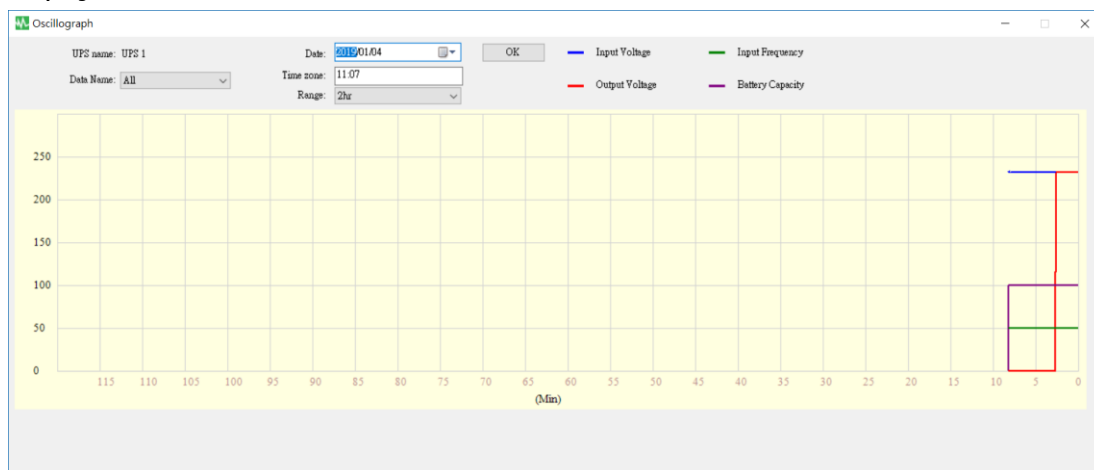 Oscillograph
UPS name: UPS 1
Date: 2019/01/04
OK
Input Voltage
Input Frequency
Data Name: All
Time zone: 11:07
Output Voltage
Battery Capacity
Range: 2hr
250
200
150
100
50
0
115 110 105 100 95 90 85 80 75 70 65 60 55 50 45 40 35 30 25 20 15 10 5 0
(Min)